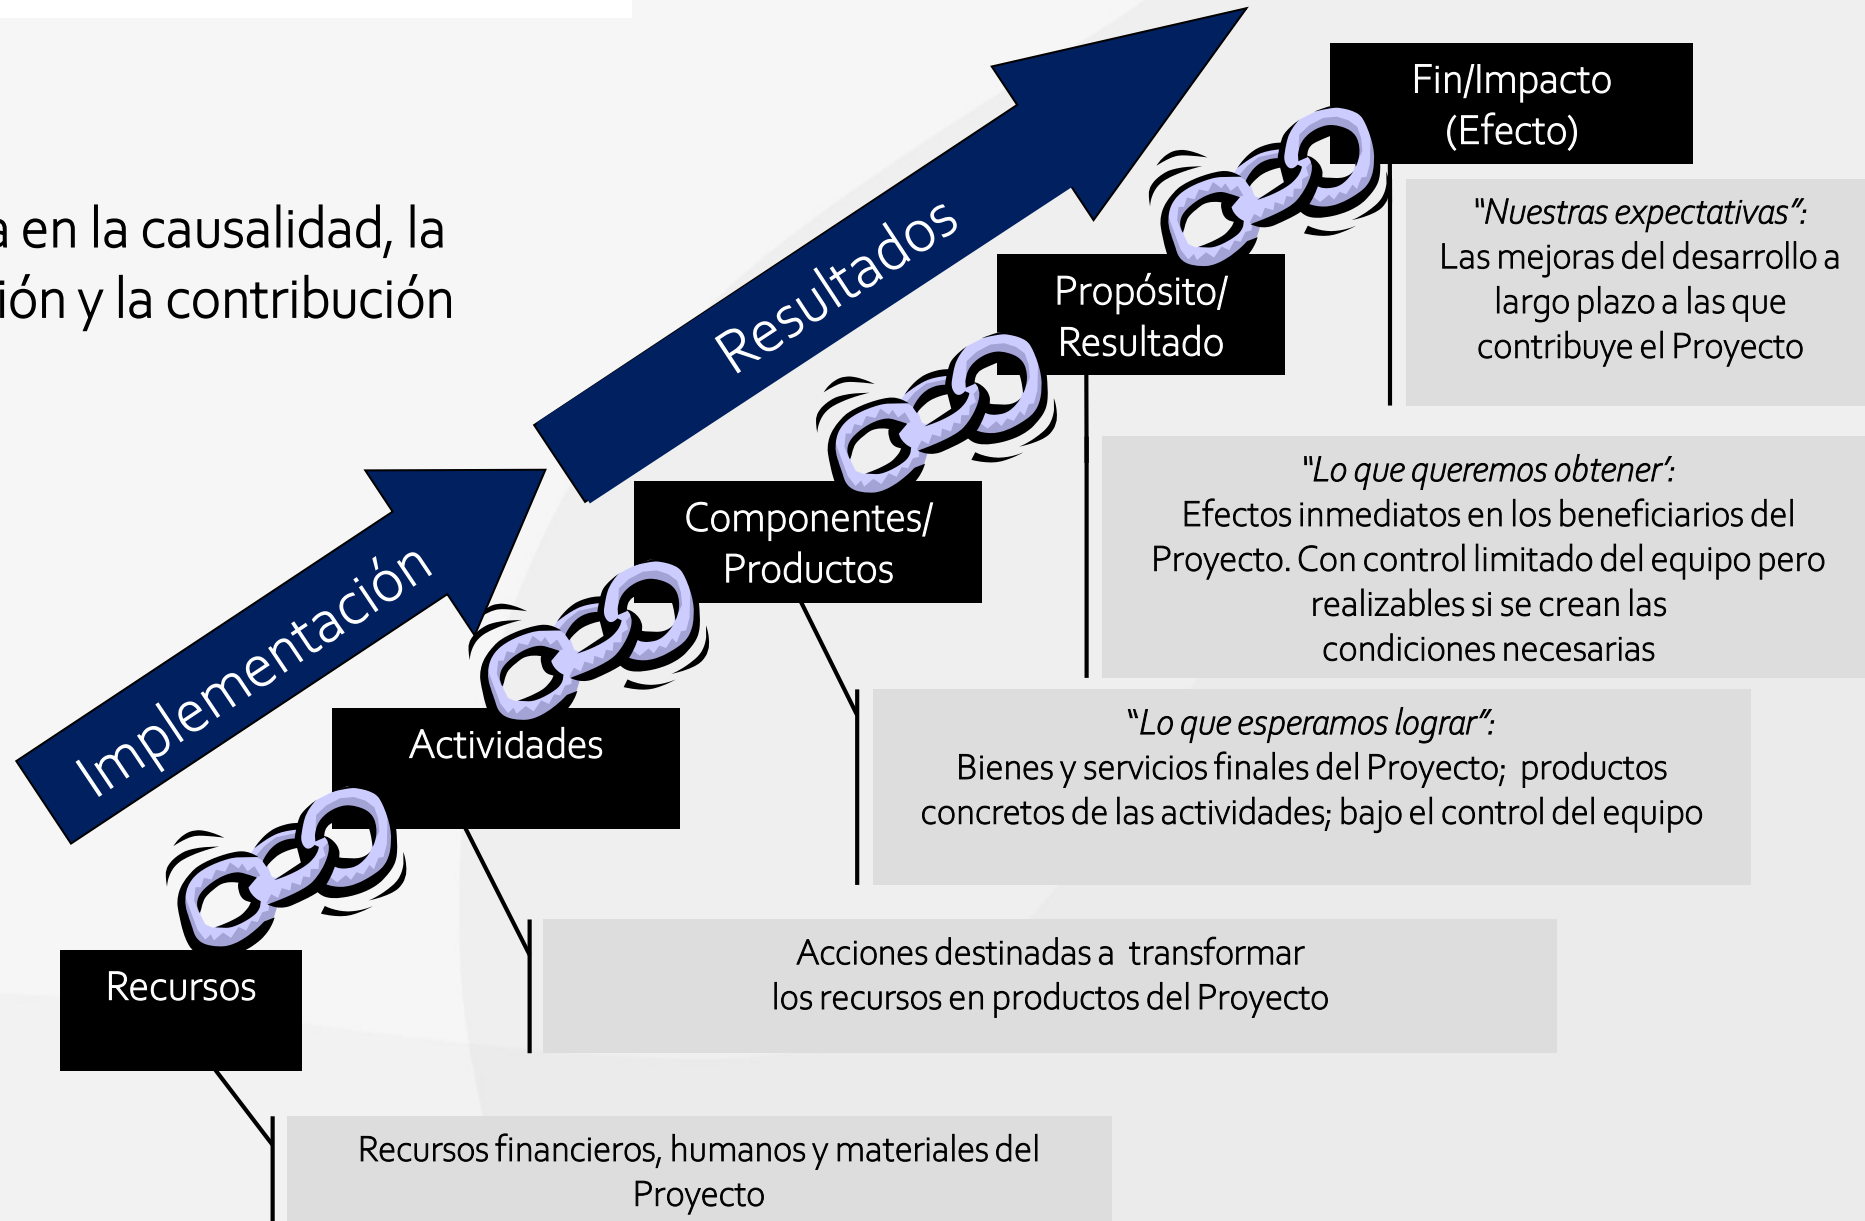 a en la causalidad, la
ión y la contribución
Implementación
Resultados
Fin/Impacto
(Efecto)
"Nuestras expectativas":
Las mejoras del desarrollo a
largo plazo a las que
contribuye el Proyecto
Propósito/
Resultado
"Lo que queremos obtener':
Efectos inmediatos en los beneficiarios del
Proyecto. Con control limitado del equipo pero
realizables si se crean las
condiciones necesarias
Componentes/
Productos
"Lo que esperamos lograr":
Bienes y servicios finales del Proyecto; productos
concretos de las actividades; bajo el control del equipo
Actividades
Acciones destinadas a transformar
los recursos en productos del Proyecto
Recursos
Recursos financieros, humanos y materiales del
Proyecto